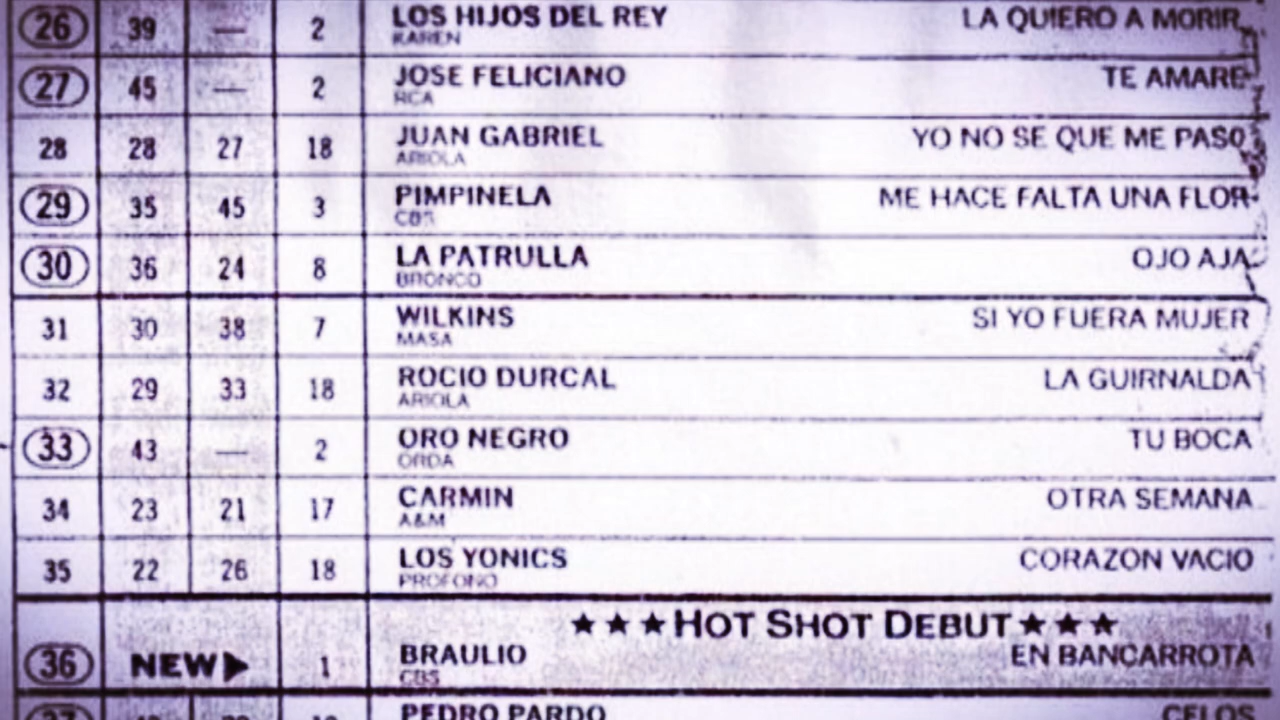 26 39 — 2 LOS HIJOS DEL REY LA QUIERO A MORIR
KAREN
27 45 — 2 JOSE FELICIANO TE AMARE
RCA
28 28 27 18 JUAN GABRIEL YO NO SE QUE ME PASO
ARIOLA
29 35 45 3 PIMPINELA ME HACE FALTA UNA FLOR
CBS
30 36 24 8 LA PATRULLA OJO AJA
BRONCO
31 30 38 7 WILKINS SI YO FUERA MUJER
MASA
32 29 33 18 ROCIO DURCAL LA GUIRNALDA
ARIOLA
33 43 — 2 ORO NEGRO TU BOCA
ORDA
34 23 21 17 CARMIN OTRA SEMANA
A&M
35 22 26 18 LOS YONICS CORAZON VACIO
PROFONO
★★★HOT SHOT DEBUT★★★
36 NEW▶ 1 BRAULIO EN BANCARROTA
CBS
PEDRO PARDO CELOS